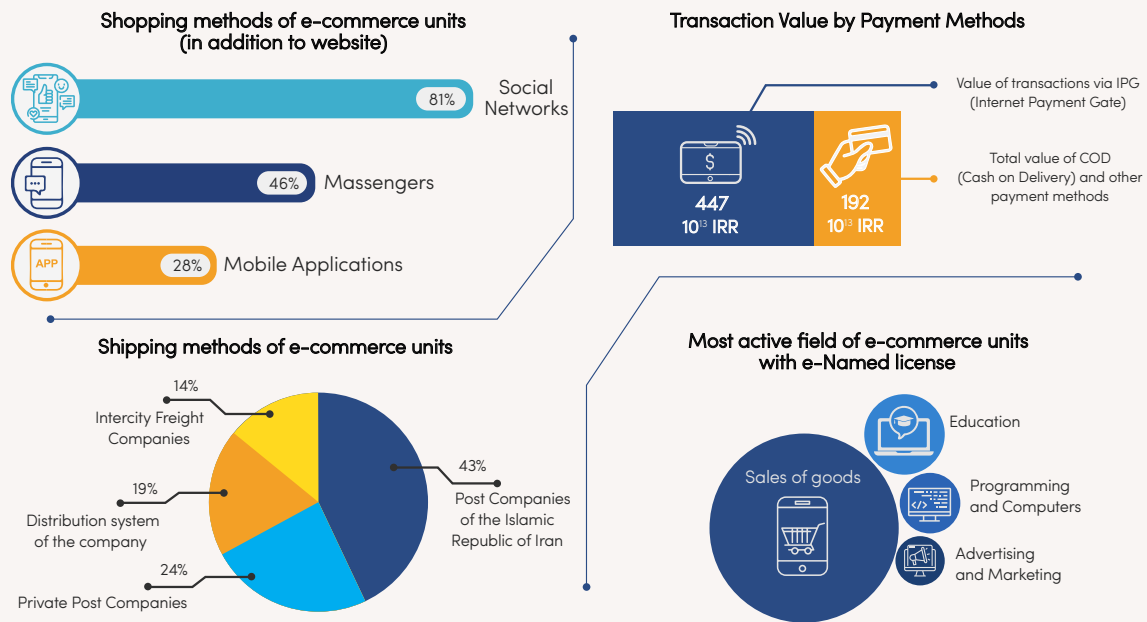 Shopping methods of e-commerce units
(in addition to website)
81%
Social
Networks
46%
Massengers
APP
28%
Mobile Applications
Transaction Value by Payment Methods
Value of transactions via IPG
(Internet Payment Gate)
$
447
10¹³ IRR
192
10¹³ IRR
Total value of COD
(Cash on Delivery) and other
payment methods
Shipping methods of e-commerce units
14%
Intercity Freight
Companies
43%
Post Companies
of the Islamic
Republic of Iran
19%
Distribution system
of the company
24%
Private Post Companies
Most active field of e-commerce units
with e-Named license
Sales of goods
Education
</>
Programming
and Computers
Advertising
and Marketing